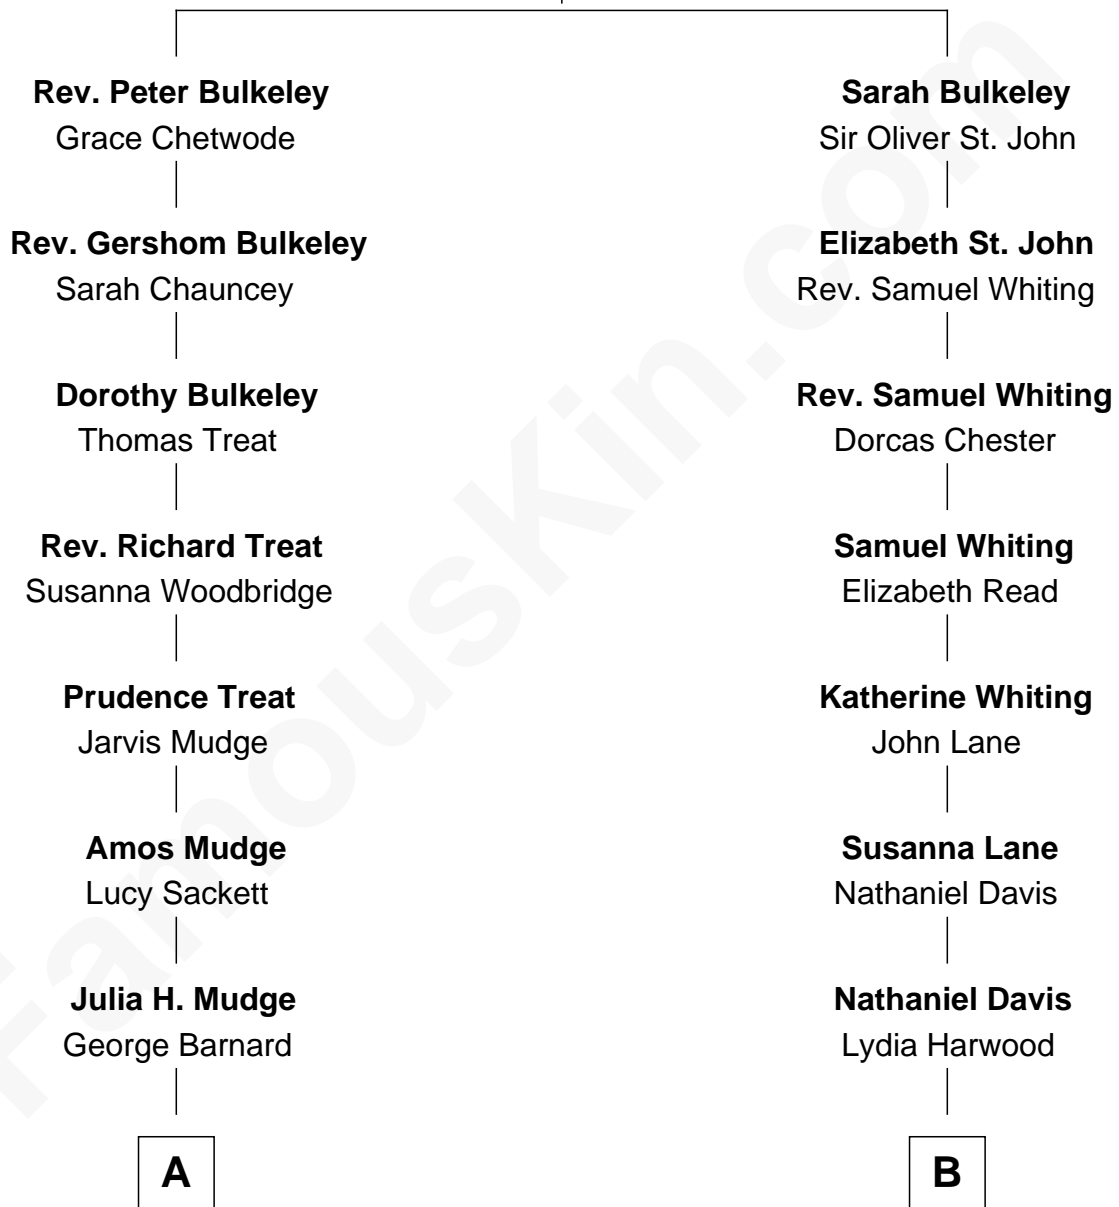 Rev. Peter Bulkeley
Grace Chetwode
Rev. Gershom Bulkeley
Sarah Chauncey
Dorothy Bulkeley
Thomas Treat
Rev. Richard Treat
Susanna Woodbridge
Prudence Treat
Jarvis Mudge
Amos Mudge
Lucy Sackett
Julia H. Mudge
George Barnard
A
Sarah Bulkeley
Sir Oliver St. John
Elizabeth St. John
Rev. Samuel Whiting
Rev. Samuel Whiting
Dorcas Chester
Samuel Whiting
Elizabeth Read
Katherine Whiting
John Lane
Susanna Lane
Nathaniel Davis
Nathaniel Davis
Lydia Harwood
B
FamousKin.com